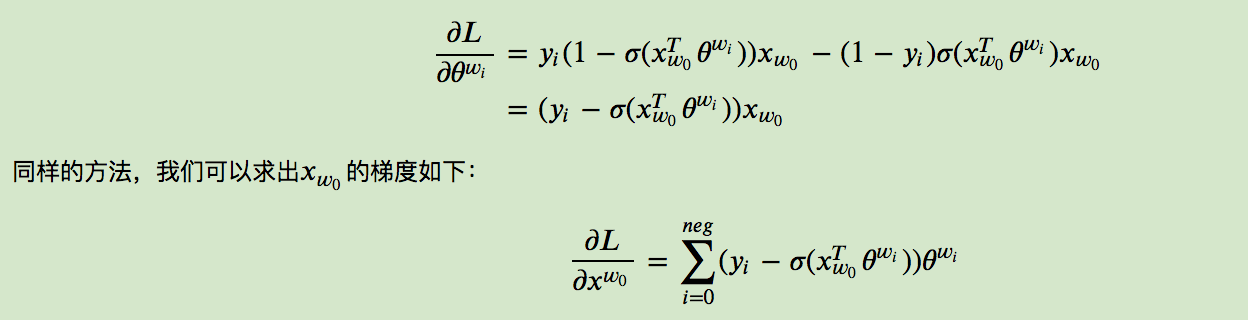 ∂L/∂θ^{w_i} = y_i(1 − σ(x_{w_0}^T θ^{w_i}))x_{w_0} − (1 − y_i)σ(x_{w_0}^T θ^{w_i})x_{w_0}
= (y_i − σ(x_{w_0}^T θ^{w_i}))x_{w_0}
同样的方法，我们可以求出x_{w_0}的梯度如下：
∂L/∂x^{w_0} = ∑_{i=0}^{neg}(y_i − σ(x_{w_0}^T θ^{w_i}))θ^{w_i}